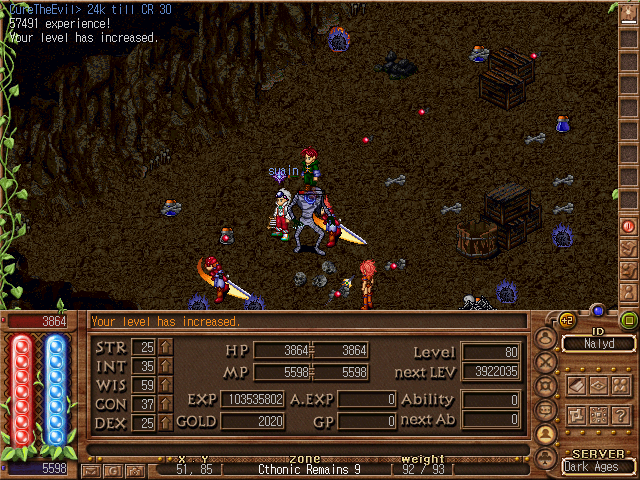 CureTheEvil> 24k till CR 30
57491 experience!
Your level has increased.
suain
3864
Your level has increased.
+2
ID
Nalyd
STR 25 HP 3864 3864 Level 80
INT 35 MP 5598 5598 next LEV 3922035
WIS 59
CON 37 EXP 103535802 A.EXP 0 Ability 0
DEX 25 GOLD 2020 GP 0 next Ab 0
x . y zone weight
5598 51, 85 Cthonic Remains 9 92 / 93
SERVER
Dark Ages